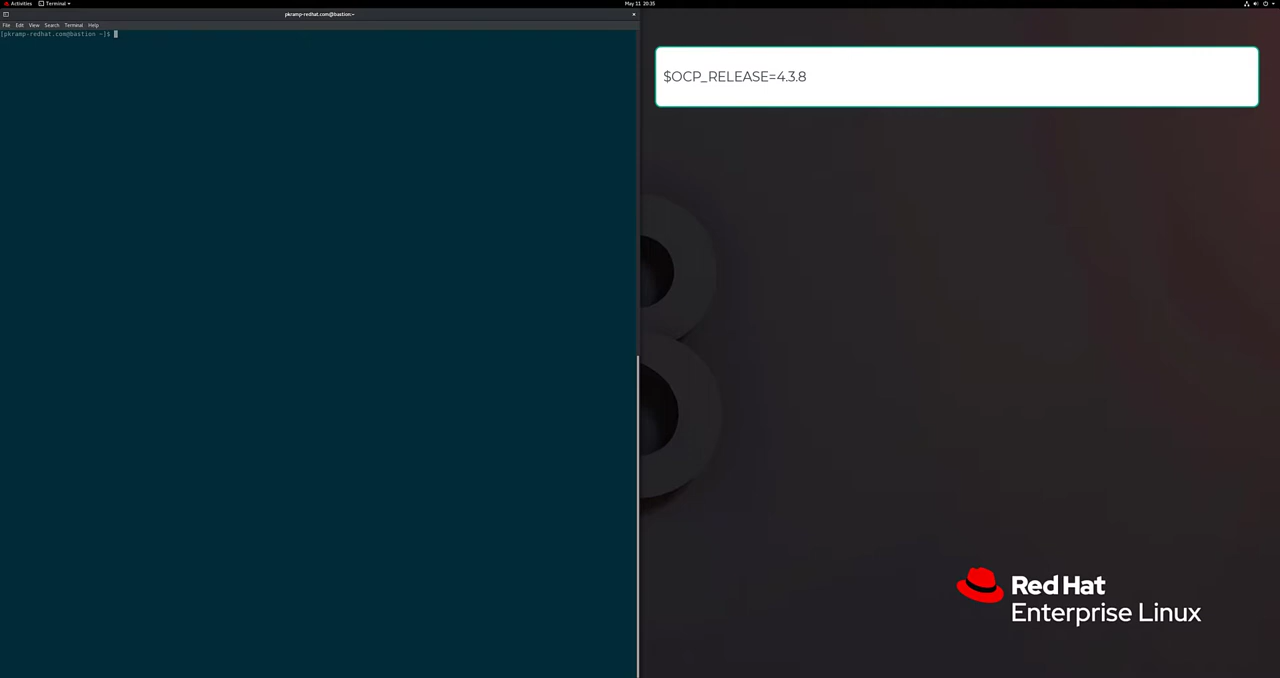 Activities Terminal May 11 20:35
pkramp-redhat.com@bastion:~
File Edit View Search Terminal Help
[pkramp-redhat.com@bastion ~]$
$OCP_RELEASE=4.3.8
Red Hat
Enterprise Linux